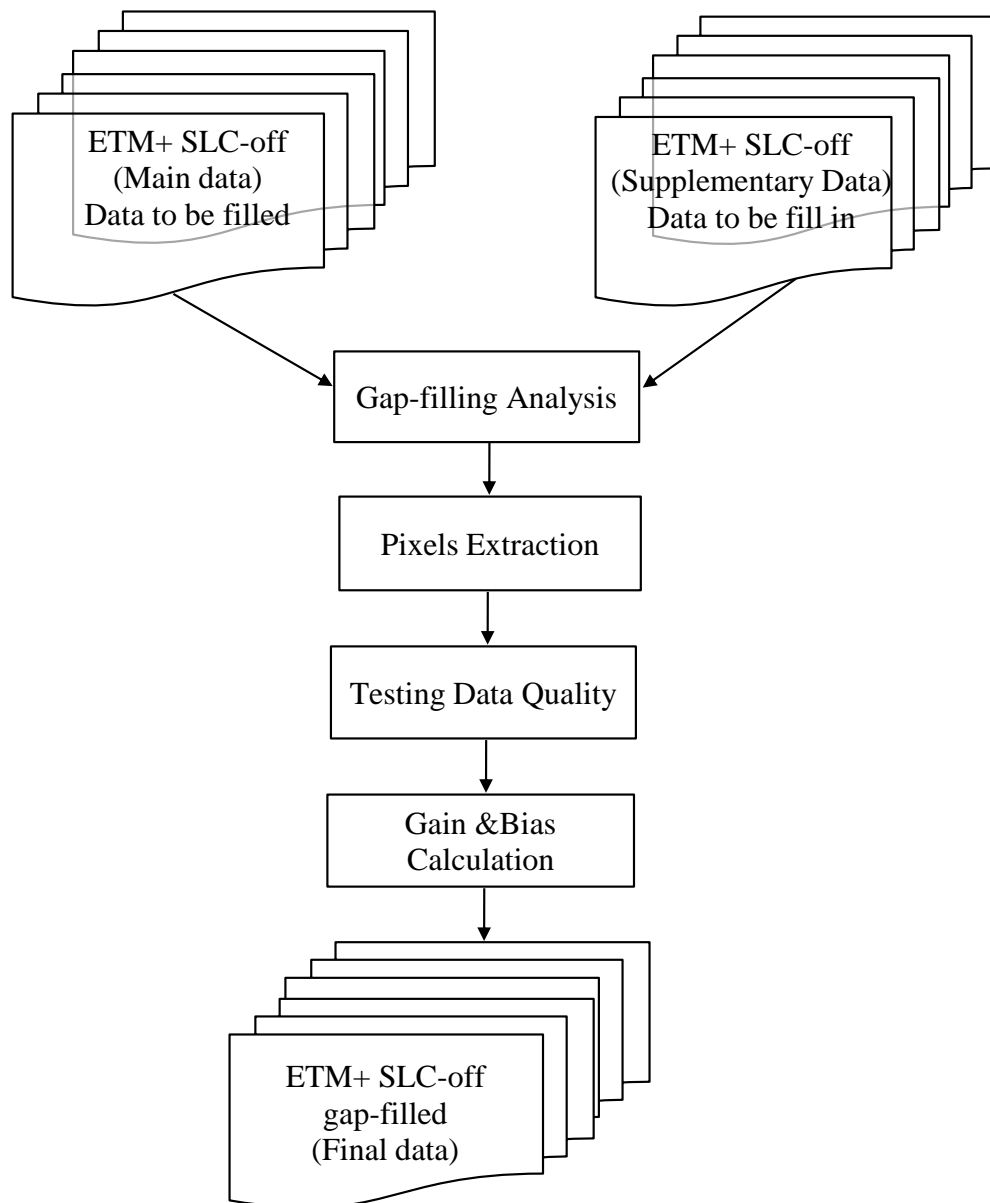 ETM+ SLC-off
(Main data)
Data to be filled
ETM+ SLC-off
(Supplementary Data)
Data to be fill in
Gap-filling Analysis
Pixels Extraction
Testing Data Quality
Gain &Bias
Calculation
ETM+ SLC-off
gap-filled
(Final data)